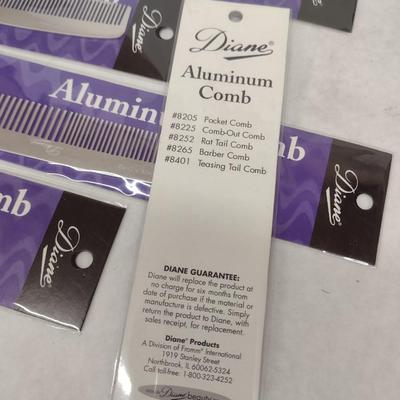 Diane
Diane
Diane®
Aluminum
Comb
#8205 Pocket Comb
#8225 Comb-Out Comb
#8252 Rat Tail Comb
#8265 Barber Comb
#8401 Teasing Tail Comb
DIANE GUARANTEE:
Diane will replace the product at
no charge for six months from
date of purchase if the material or
manufacture is defective. Simply
return the product to Diane, with
sales receipt, for replacement.
Diane® Products
A Division of Fromm® International
1919 Stanley Street
Northbrook, IL 60062-5324
Call toll-free: 1-800-323-4252
Aluminum
Diane
mb
Diane®
mb
Diane®